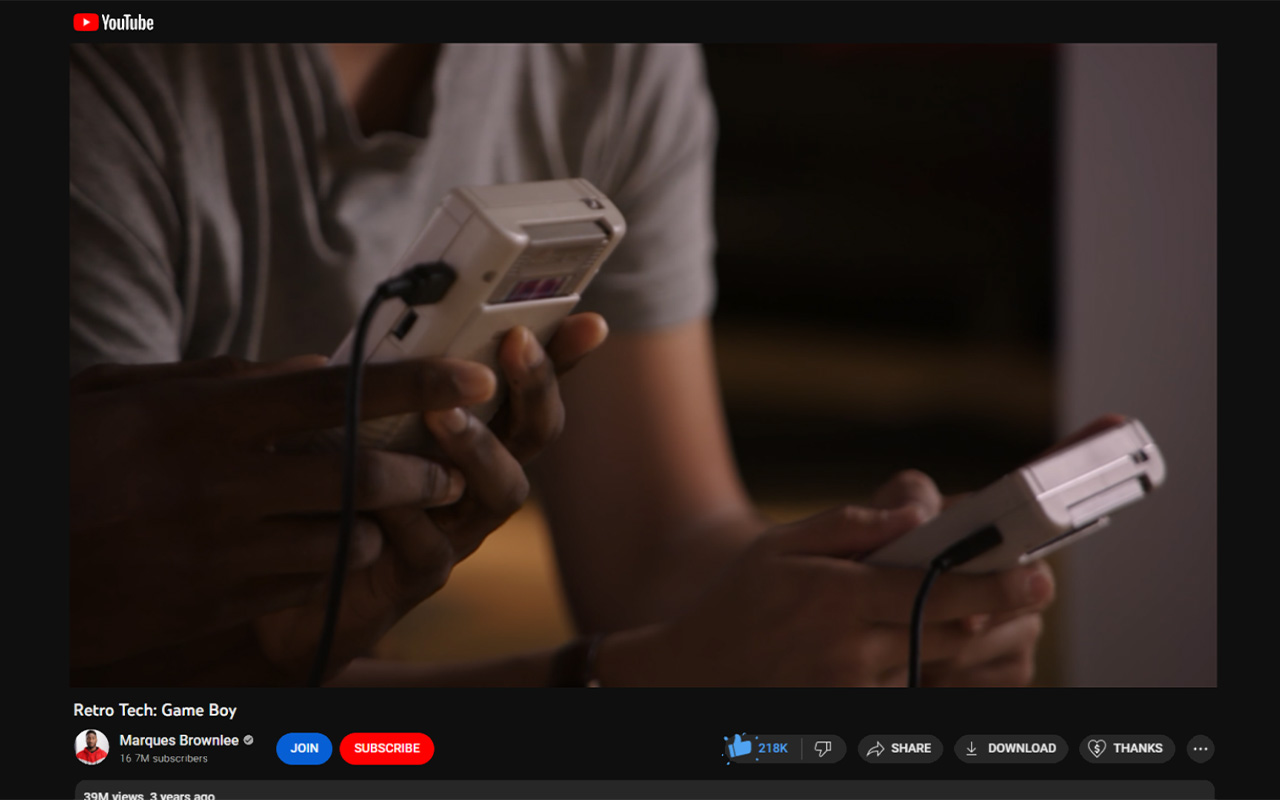 YouTube
Retro Tech: Game Boy
Marques Brownlee
16 7M subscribers
JOIN
SUBSCRIBE
218K
SHARE
DOWNLOAD
THANKS
39M views 3 years ago